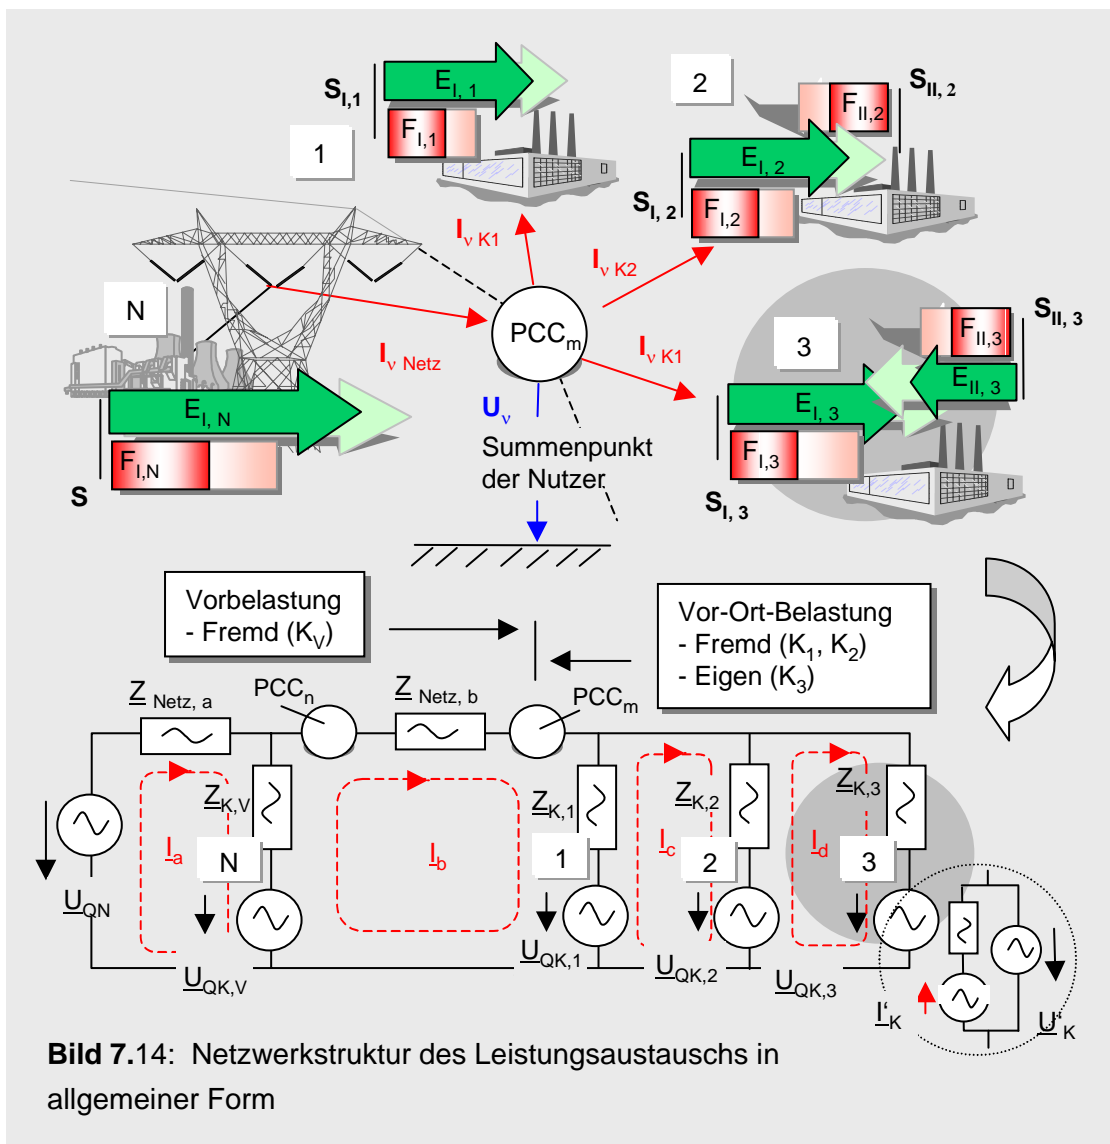 S_I,1
E_I, 1
F_I,1
1
2
S_II, 2
F_II,2
E_I, 2
S_I, 2
F_I,2
I_ν K1
I_ν K2
N
PCC_m
I_ν Netz
I_ν K1
3
S_II, 3
F_II,3
E_II, 3
E_I, N
F_I,N
S
U_ν
E_I, 3
F_I,3
S_I, 3
Summenpunkt
der Nutzer
Vorbelastung
- Fremd (K_V)
Vor-Ort-Belastung
- Fremd (K_1, K_2)
- Eigen (K_3)
Z Netz, a
PCC_n
Z Netz, b
PCC_m
Z_K,V
Z_K,1
Z_K,2
Z_K,3
I_a
N
I_b
1
I_c
2
I_d
3
U_QN
U_QK,V
U_QK,1
U_QK,2
U_QK,3
I'_K
U'_K
Bild 7.14: Netzwerkstruktur des Leistungsaustauschs in
allgemeiner Form